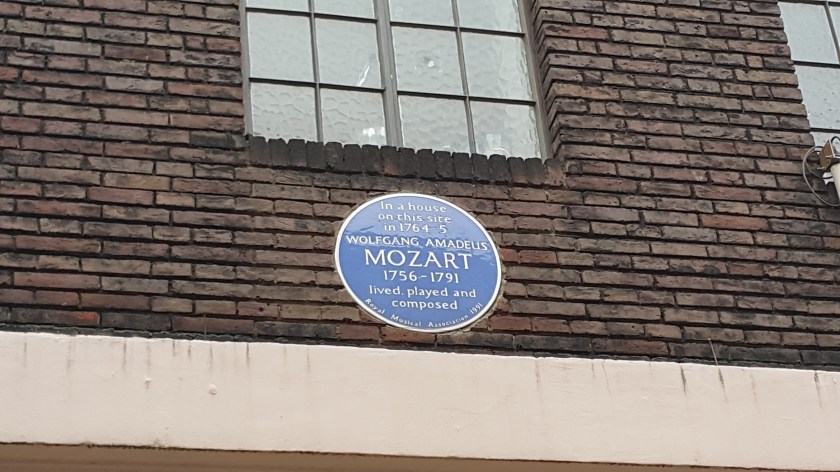 In a house
on this site
in 1764-5
WOLFGANG AMADEUS
MOZART
1756-1791
lived, played and
composed
Royal Musical Association 1991